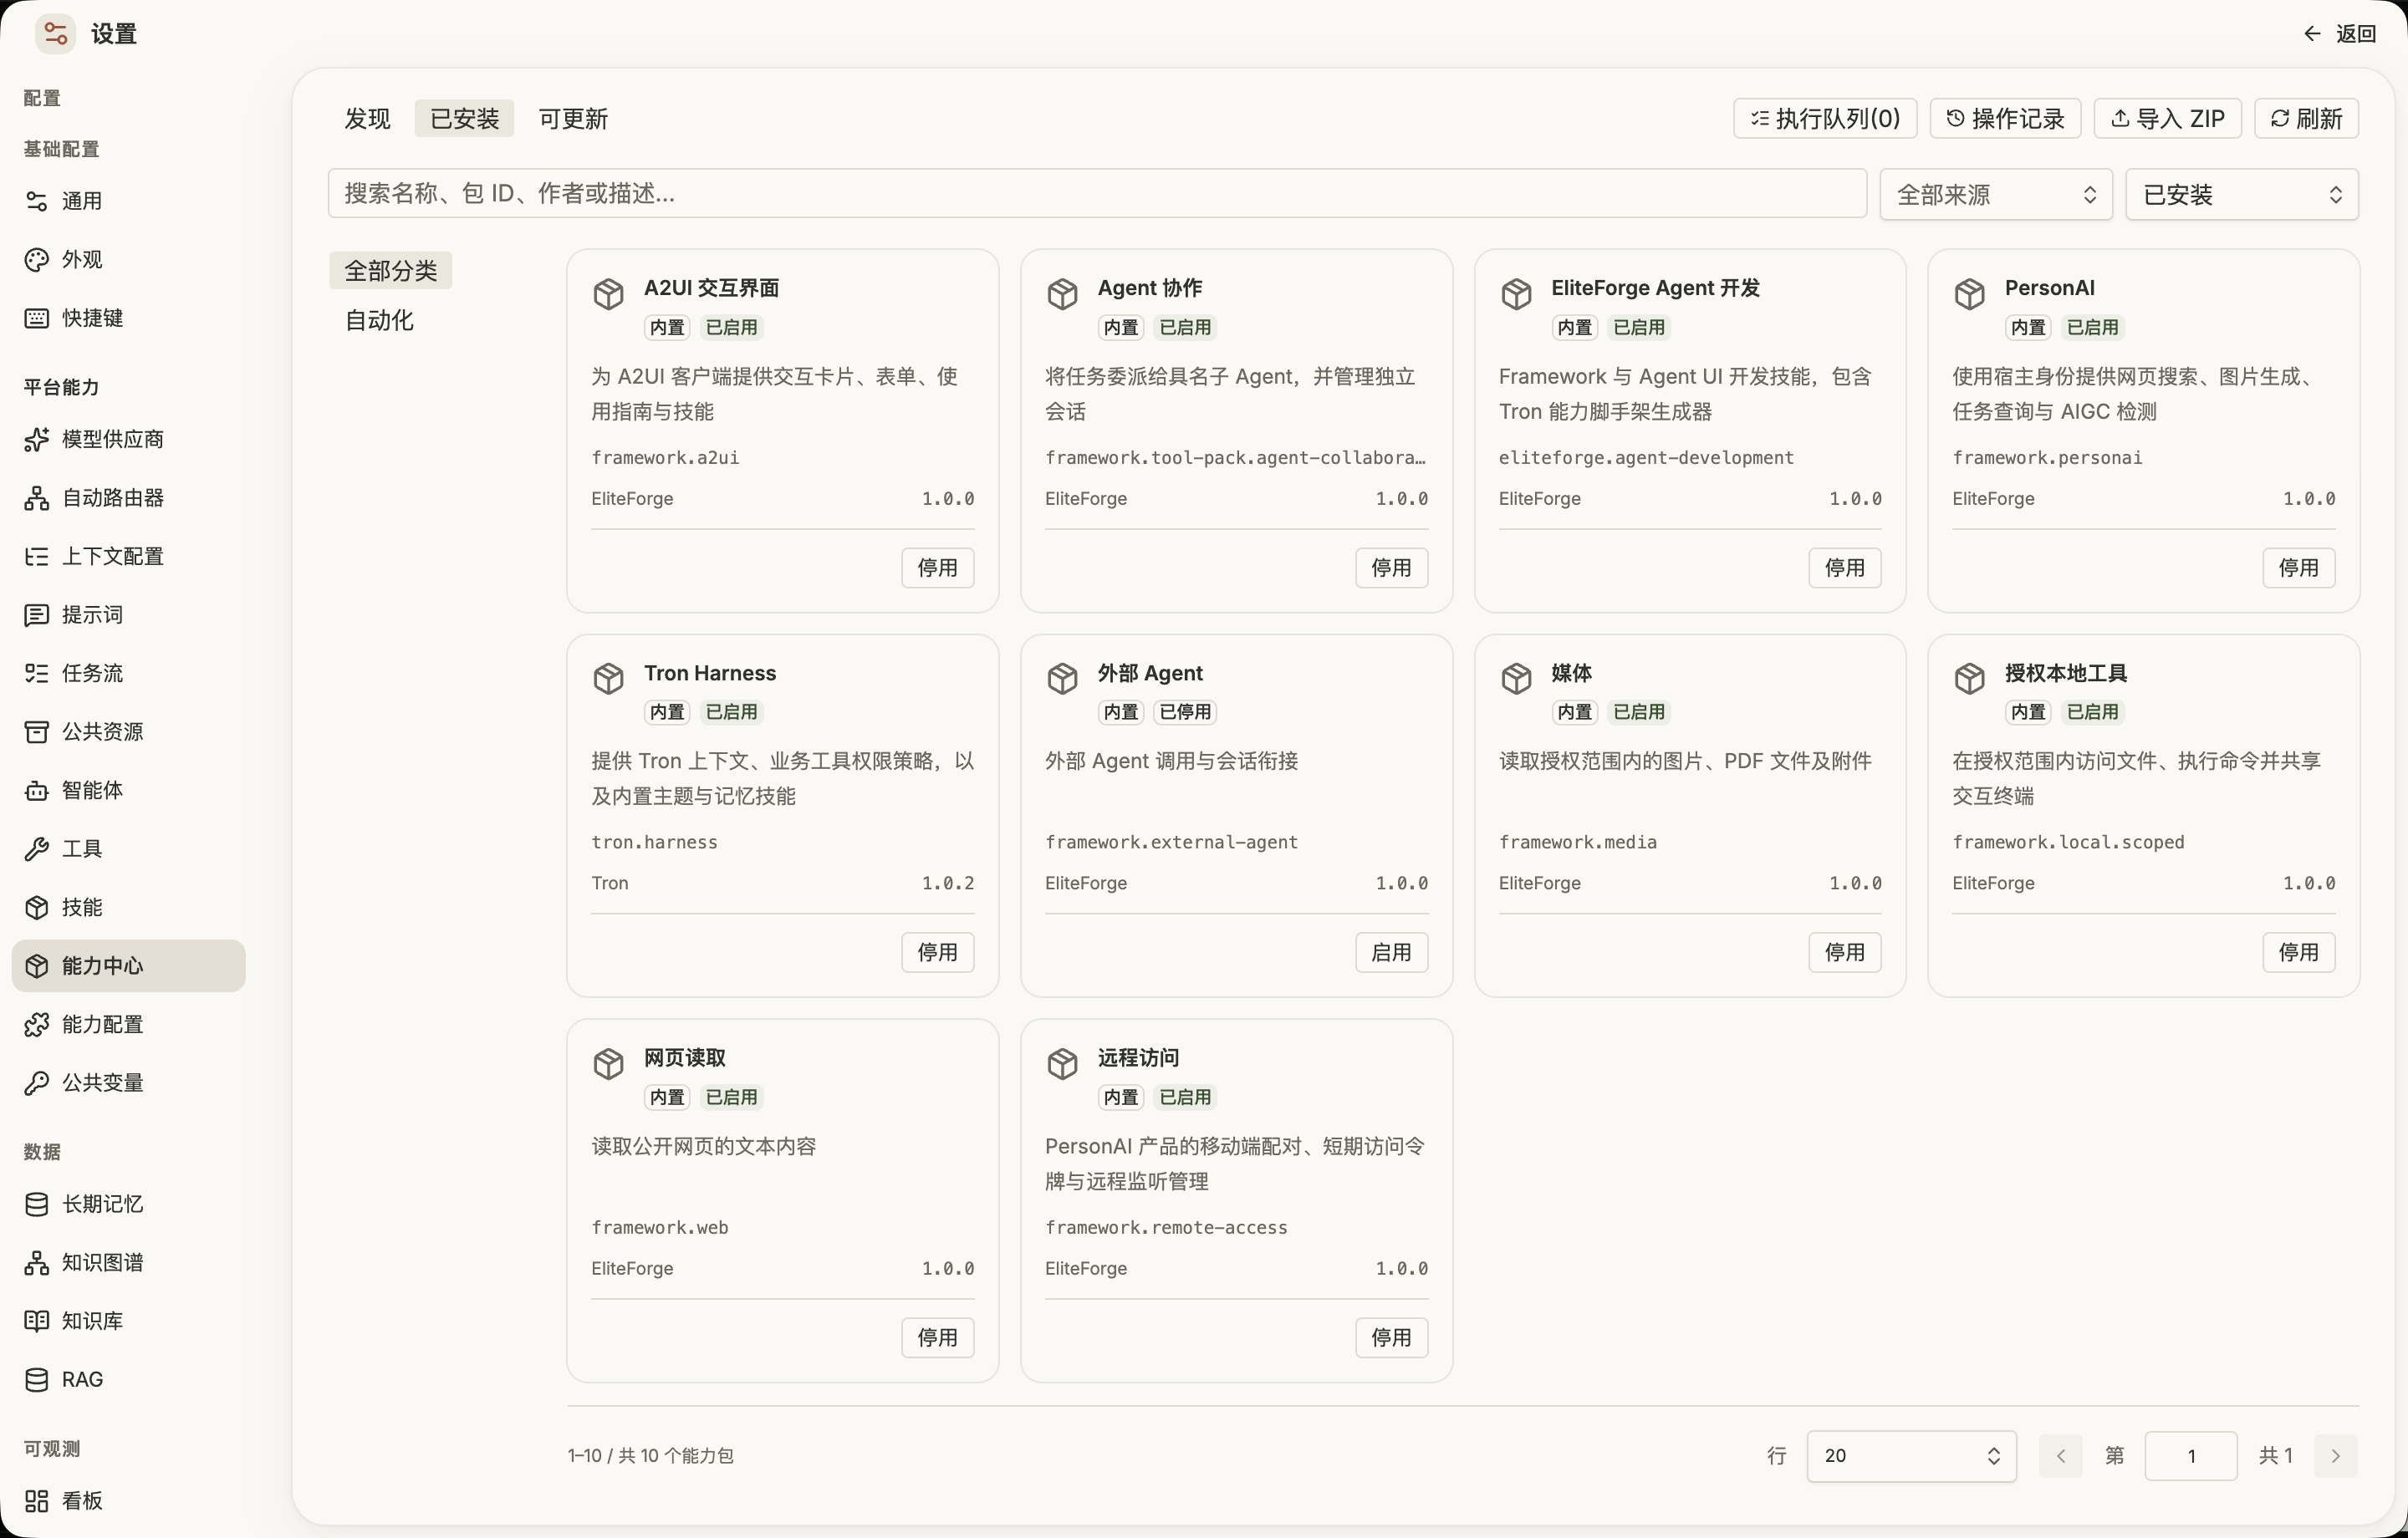 设置
返回
配置
基础配置
通用
外观
快捷键
平台能力
模型供应商
自动路由器
上下文配置
提示词
任务流
公共资源
智能体
工具
技能
能力中心
能力配置
公共变量
数据
长期记忆
知识图谱
知识库
RAG
可观测
看板
发现 已安装 可更新
执行队列(0) 操作记录 导入 ZIP 刷新
搜索名称、包 ID、作者或描述...
全部来源
已安装
全部分类
自动化
A2UI 交互界面
内置 已启用
为 A2UI 客户端提供交互卡片、表单、使
用指南与技能
framework.a2ui
EliteForge 1.0.0
停用
Agent 协作
内置 已启用
将任务委派给具名子 Agent，并管理独立
会话
framework.tool-pack.agent-collabora…
EliteForge 1.0.0
停用
EliteForge Agent 开发
内置 已启用
Framework 与 Agent UI 开发技能，包含
Tron 能力脚手架生成器
eliteforge.agent-development
EliteForge 1.0.0
停用
PersonAI
内置 已启用
使用宿主身份提供网页搜索、图片生成、
任务查询与 AIGC 检测
framework.personai
EliteForge 1.0.0
停用
Tron Harness
内置 已启用
提供 Tron 上下文、业务工具权限策略，以
及内置主题与记忆技能
tron.harness
Tron 1.0.2
停用
外部 Agent
内置 已停用
外部 Agent 调用与会话衔接
framework.external-agent
EliteForge 1.0.0
启用
媒体
内置 已启用
读取授权范围内的图片、PDF 文件及附件
framework.media
EliteForge 1.0.0
停用
授权本地工具
内置 已启用
在授权范围内访问文件、执行命令并共享
交互终端
framework.local.scoped
EliteForge 1.0.0
停用
网页读取
内置 已启用
读取公开网页的文本内容
framework.web
EliteForge 1.0.0
停用
远程访问
内置 已启用
PersonAI 产品的移动端配对、短期访问令
牌与远程监听管理
framework.remote-access
EliteForge 1.0.0
停用
1–10 / 共 10 个能力包
行 20 第 1 共 1